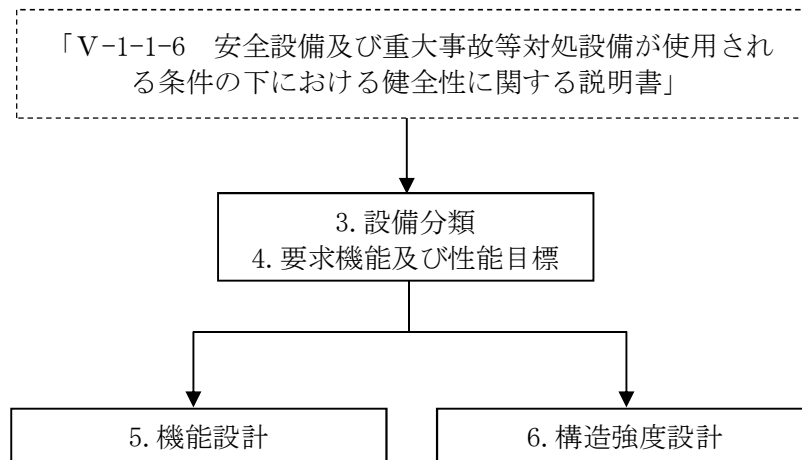 「Ⅴ-1-1-6　安全設備及び重大事故等対処設備が使用され
る条件の下における健全性に関する説明書」
3.設備分類
4.要求機能及び性能目標
5.機能設計
6.構造強度設計